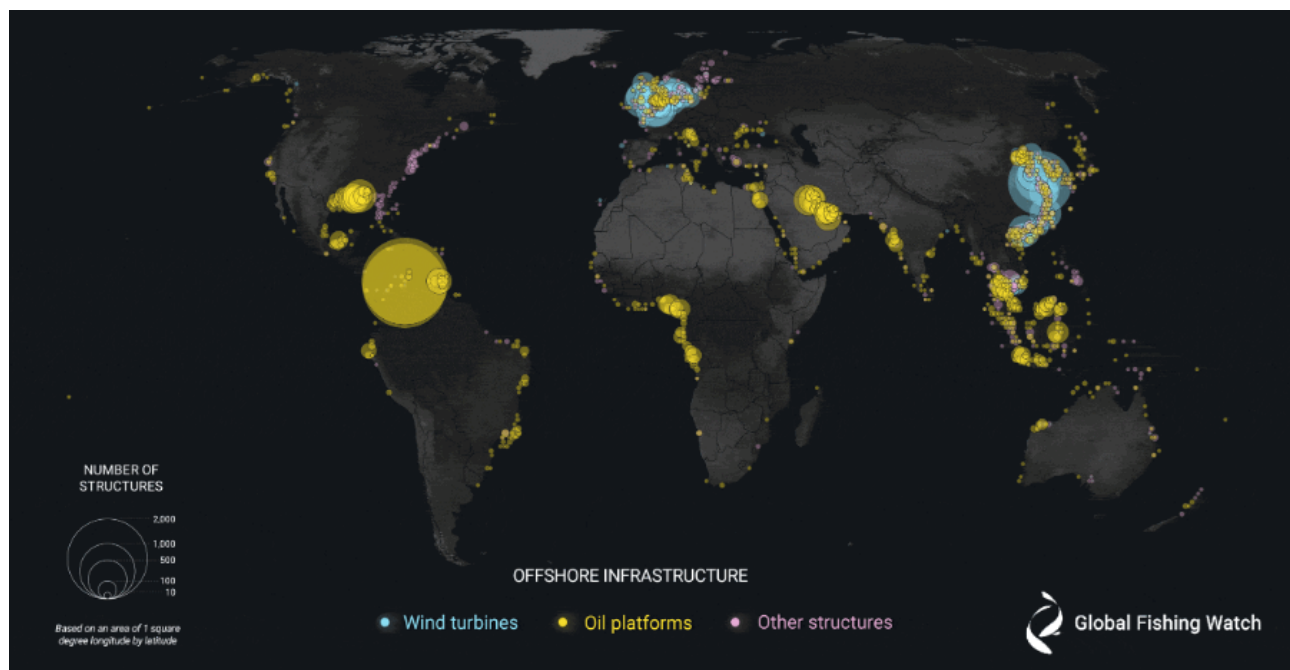 NUMBER OF
STRUCTURES
2,000
1,000
500
100
10
Based on an area of 1 square
degree longitude by latitude
OFFSHORE INFRASTRUCTURE
Wind turbines
Oil platforms
Other structures
Global Fishing Watch